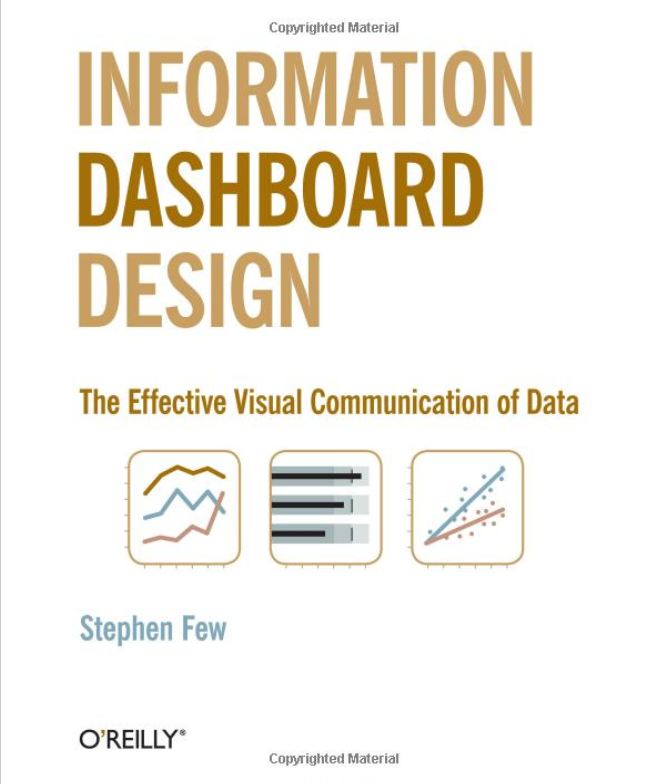 Copyrighted Material
INFORMATION
DASHBOARD
DESIGN
The Effective Visual Communication of Data
Stephen Few
O'REILLY®
Copyrighted Material